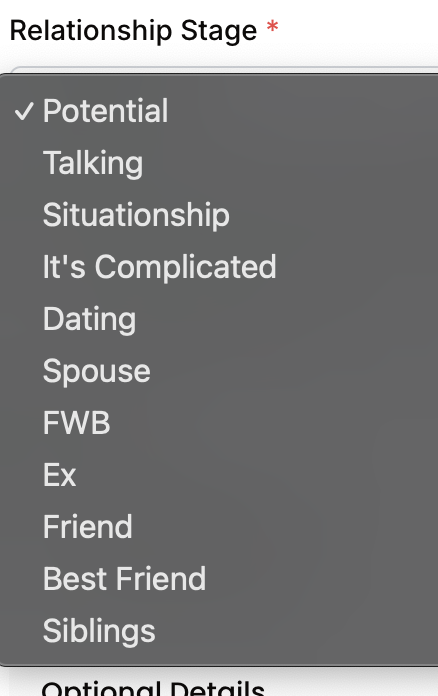 Relationship Stage *
✓ Potential
Talking
Situationship
It's Complicated
Dating
Spouse
FWB
Ex
Friend
Best Friend
Siblings
Optional Details